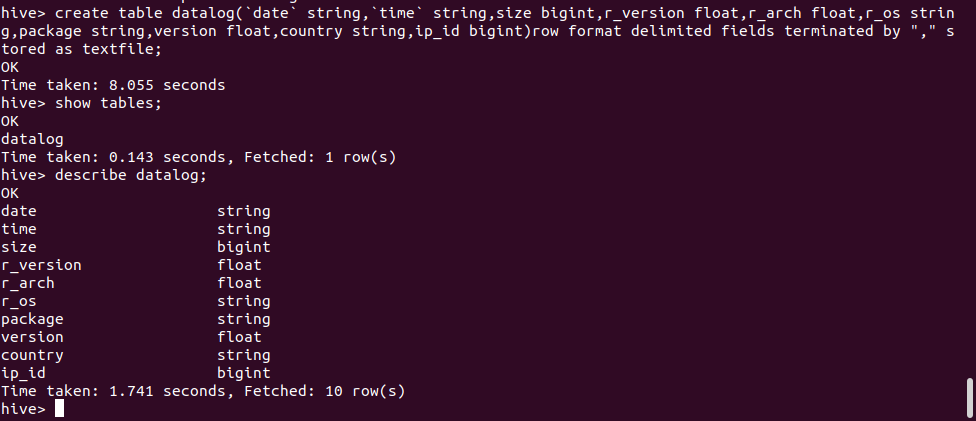 hive> create table datalog(`date` string,`time` string,size bigint,r_version float,r_arch float,r_os strin
g,package string,version float,country string,ip_id bigint)row format delimited fields terminated by "," s
tored as textfile;
OK
Time taken: 8.055 seconds
hive> show tables;
OK
datalog
Time taken: 0.143 seconds, Fetched: 1 row(s)
hive> describe datalog;
OK
date                    string
time                    string
size                    bigint
r_version               float
r_arch                  float
r_os                    string
package                 string
version                 float
country                 string
ip_id                   bigint
Time taken: 1.741 seconds, Fetched: 10 row(s)
hive>